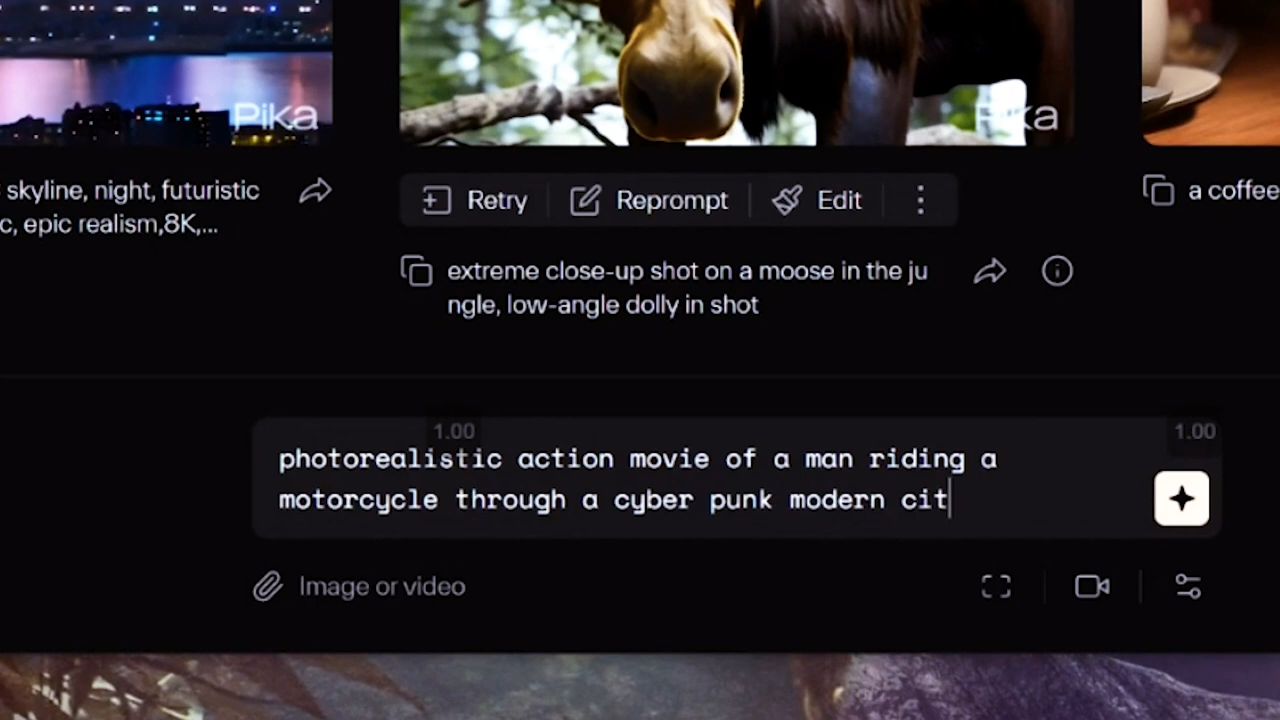 Pika
Pika
skyline, night, futuristic
c, epic realism,8K,...
Retry
Reprompt
Edit
a coffee
extreme close-up shot on a moose in the ju
ngle, low-angle dolly in shot
1.00
1.00
photorealistic action movie of a man riding a
motorcycle through a cyber punk modern cit
Image or video